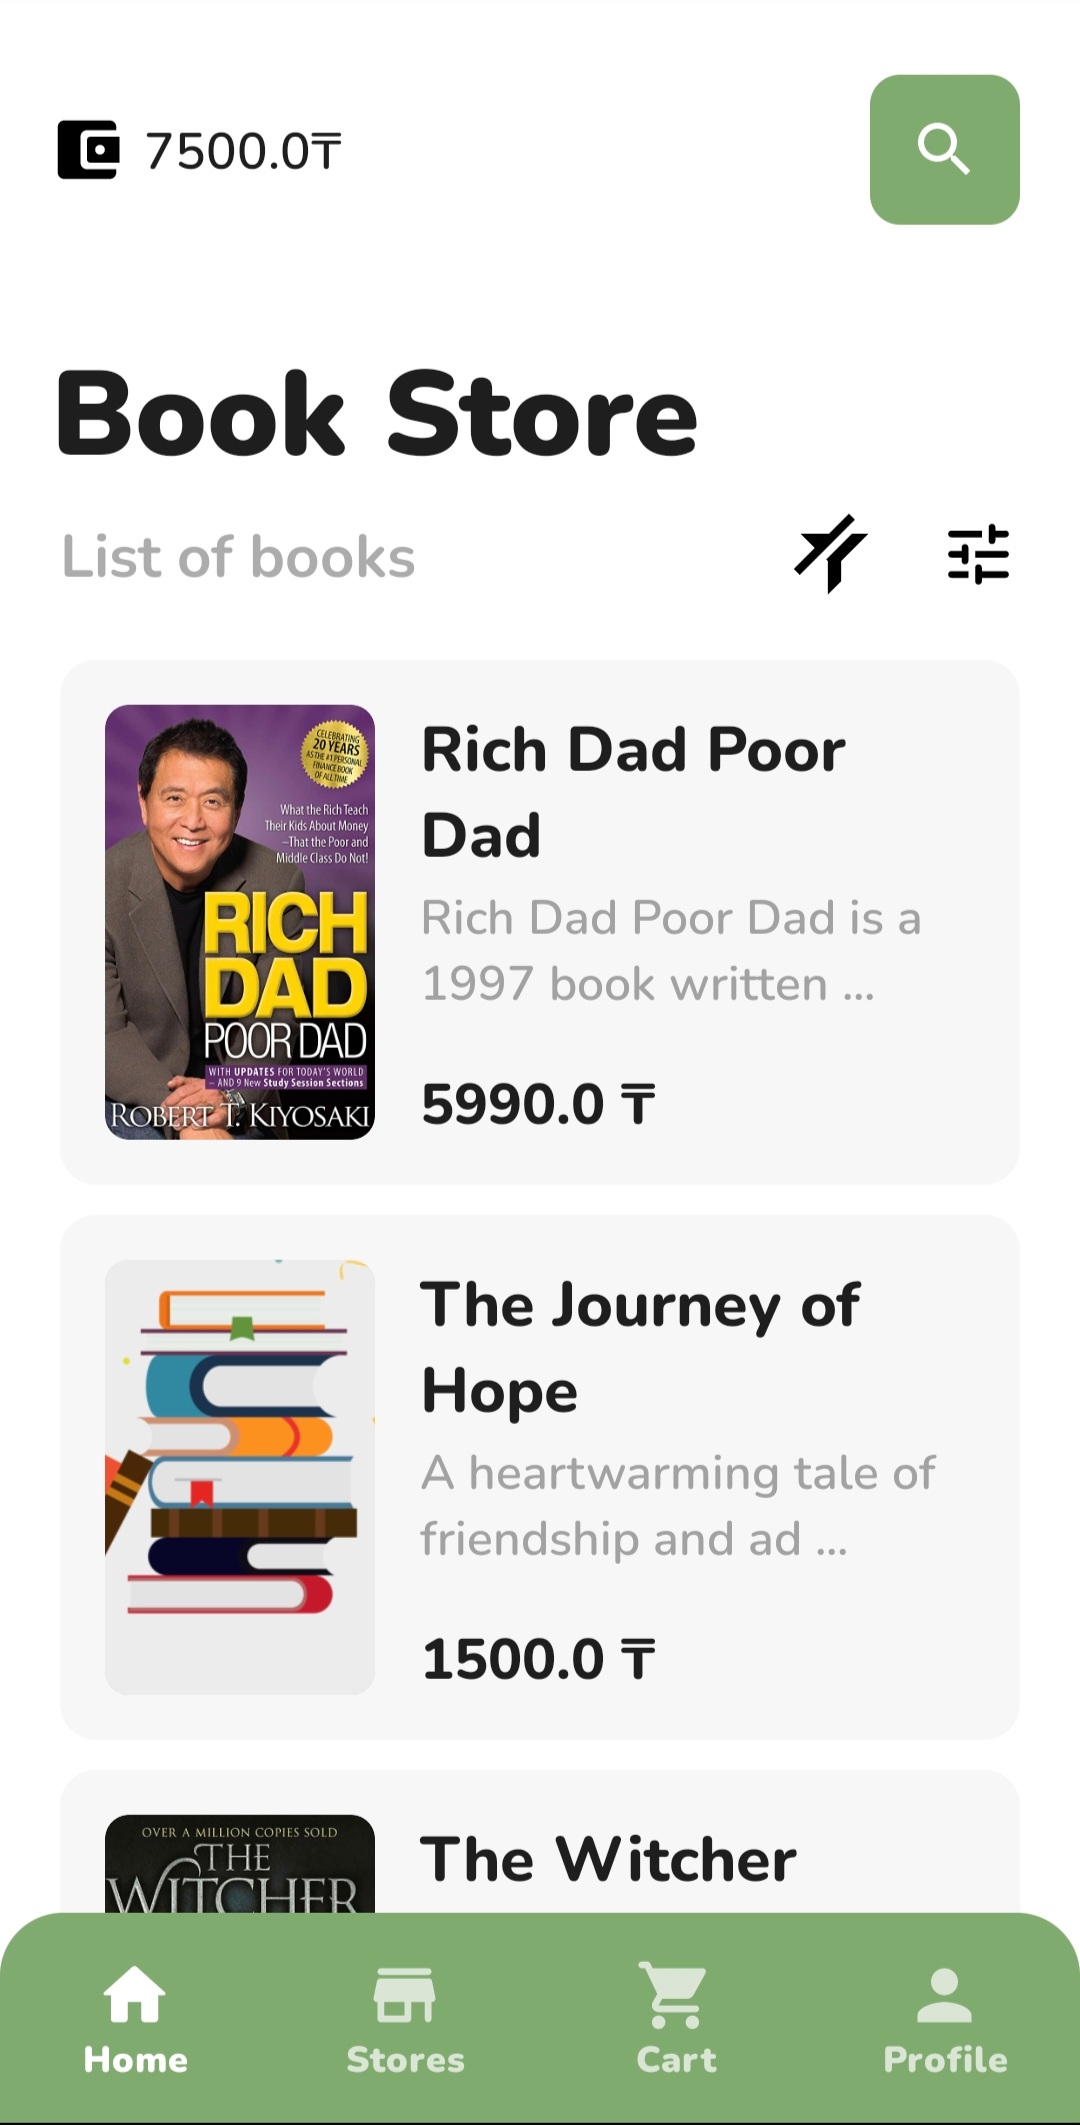 7500.0₸
Book Store
List of books
CELEBRATING
20 YEARS
AS THE #1 PERSONAL
FINANCE BOOK
OF ALL TIME
What the Rich Teach
Their Kids About Money
–That the Poor and
Middle Class Do Not!
RICH
DAD
POOR DAD
WITH UPDATES FOR TODAY'S WORLD
– AND 9 New Study Session Sections
ROBERT T. KIYOSAKI
Rich Dad Poor
Dad
Rich Dad Poor Dad is a
1997 book written ...
5990.0 ₸
The Journey of
Hope
A heartwarming tale of
friendship and ad ...
1500.0 ₸
OVER A MILLION COPIES SOLD
THE
WITCHER
The Witcher
Home
Stores
Cart
Profile